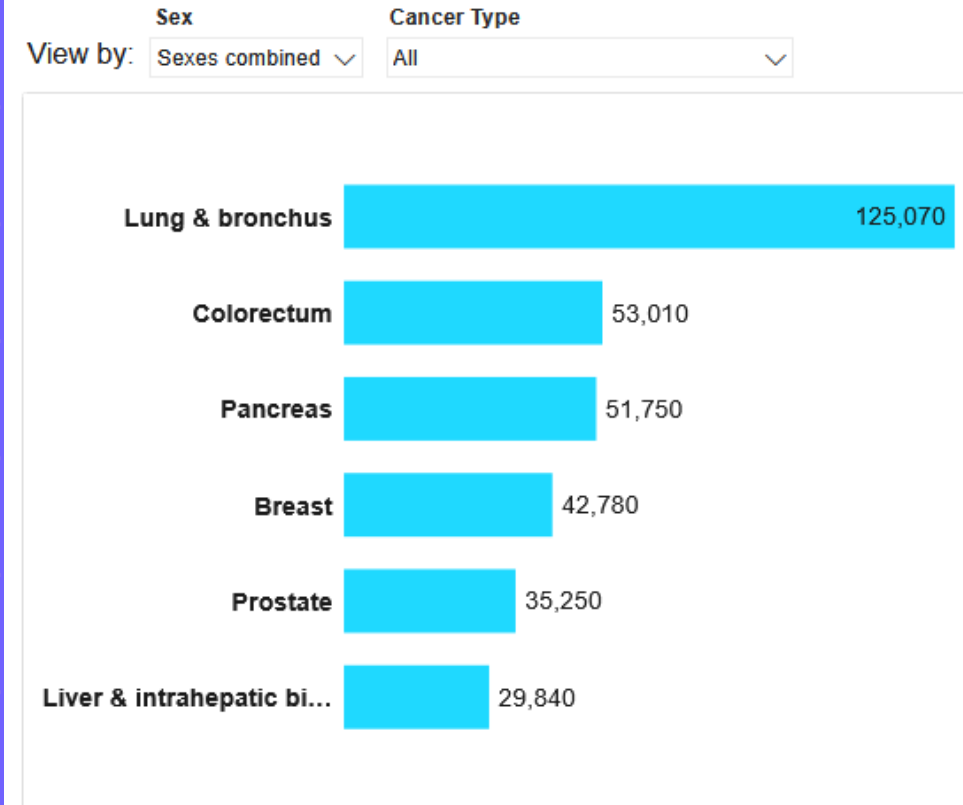 Sex Cancer Type
View by: Sexes combined All
Lung & bronchus 125,070
Colorectum 53,010
Pancreas 51,750
Breast 42,780
Prostate 35,250
Liver & intrahepatic bi... 29,840